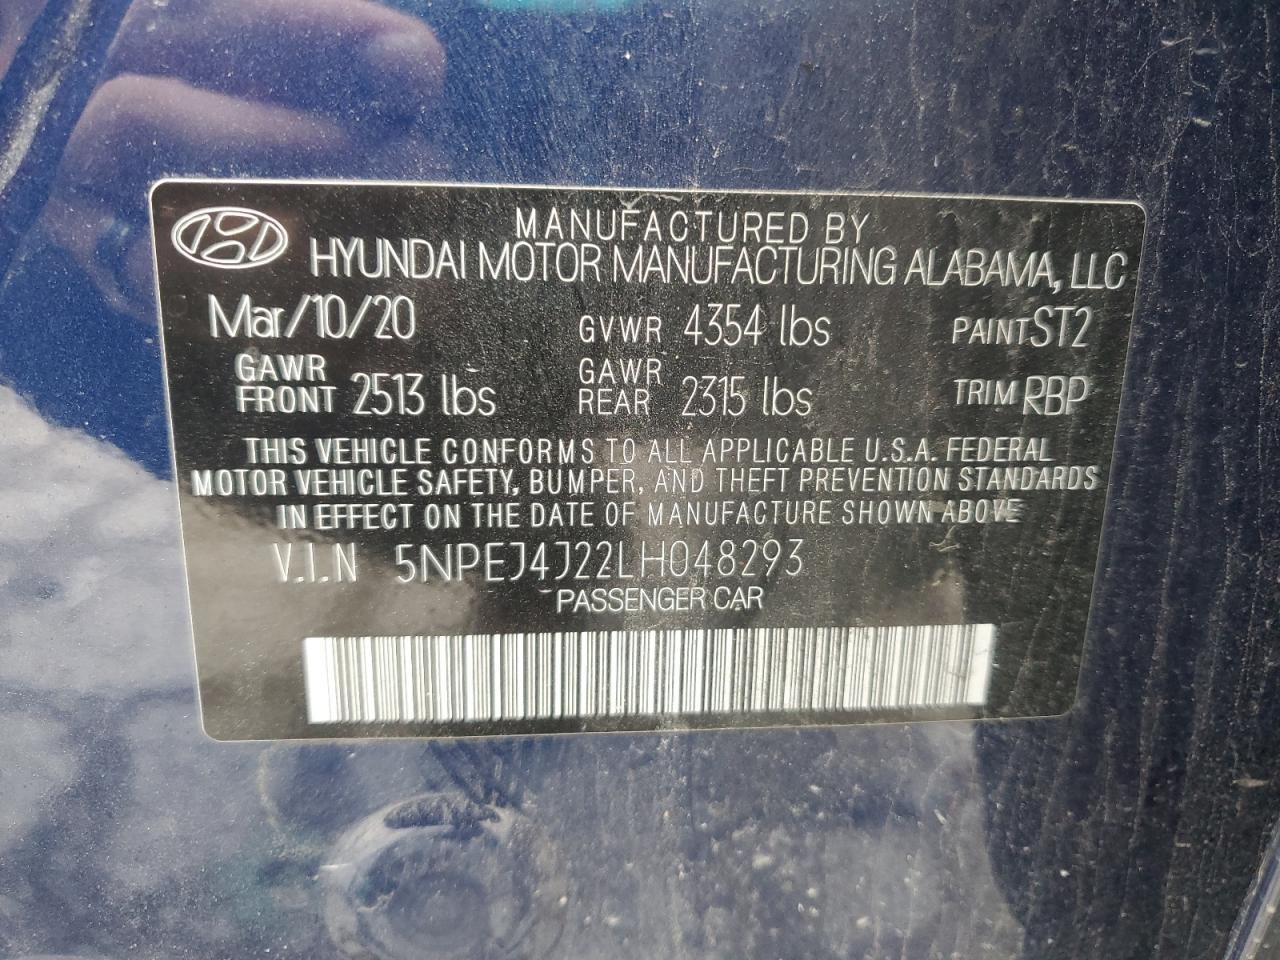 MANUFACTURED BY
HYUNDAI MOTOR MANUFACTURING ALABAMA, LLC
Mar/10/20 GVWR 4354 lbs PAINT ST2
GAWR FRONT 2513 lbs GAWR REAR 2315 lbs TRIM RBP
THIS VEHICLE CONFORMS TO ALL APPLICABLE U.S.A. FEDERAL
MOTOR VEHICLE SAFETY, BUMPER, AND THEFT PREVENTION STANDARDS
IN EFFECT ON THE DATE OF MANUFACTURE SHOWN ABOVE
V.I.N 5NPEJ4J22LH048293
PASSENGER CAR